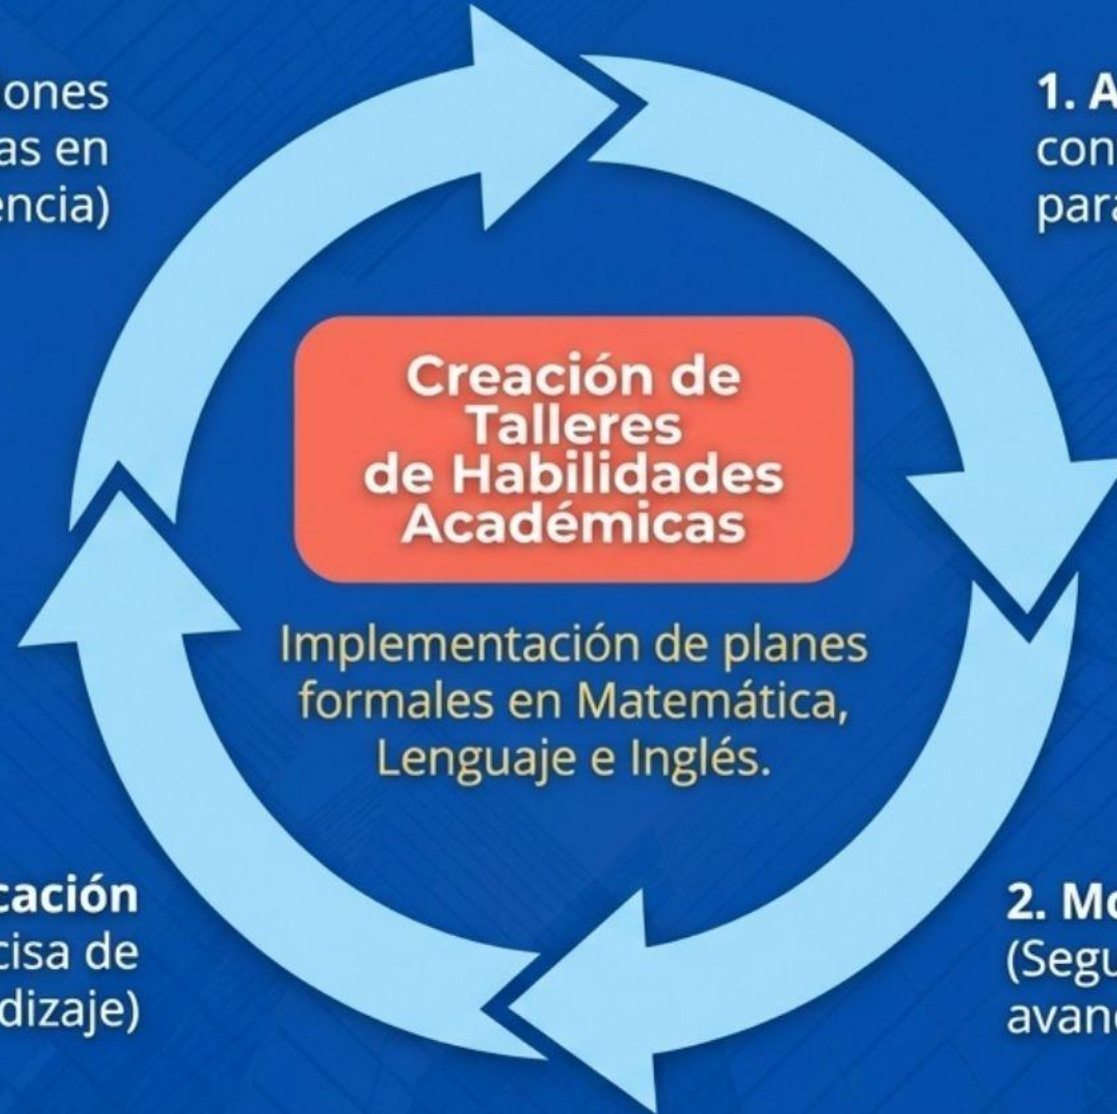 ones
as en
encia)
1. A
con
para
Creación de
Talleres
de Habilidades
Académicas
Implementación de planes
formales en Matemática,
Lenguaje e Inglés.
cación
cisa de
dizaje)
2. Mo
(Segu
avan